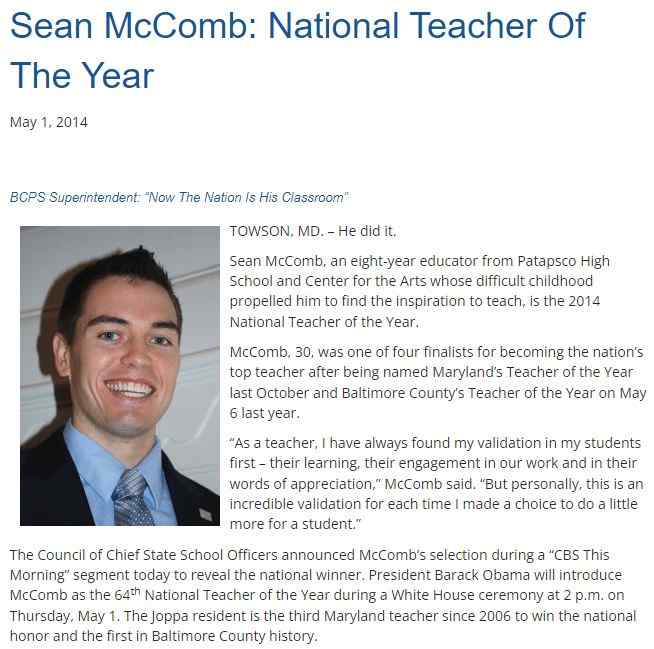 Sean McComb: National Teacher Of
The Year
May 1, 2014
BCPS Superintendent: “Now The Nation Is His Classroom”
TOWSON, MD. – He did it.
Sean McComb, an eight-year educator from Patapsco High
School and Center for the Arts whose difficult childhood
propelled him to find the inspiration to teach, is the 2014
National Teacher of the Year.
McComb, 30, was one of four finalists for becoming the nation’s
top teacher after being named Maryland’s Teacher of the Year
last October and Baltimore County’s Teacher of the Year on May
6 last year.
“As a teacher, I have always found my validation in my students
first – their learning, their engagement in our work and in their
words of appreciation,” McComb said. “But personally, this is an
incredible validation for each time I made a choice to do a little
more for a student.”
The Council of Chief State School Officers announced McComb’s selection during a “CBS This
Morning” segment today to reveal the national winner. President Barack Obama will introduce
McComb as the 64th National Teacher of the Year during a White House ceremony at 2 p.m. on
Thursday, May 1. The Joppa resident is the third Maryland teacher since 2006 to win the national
honor and the first in Baltimore County history.